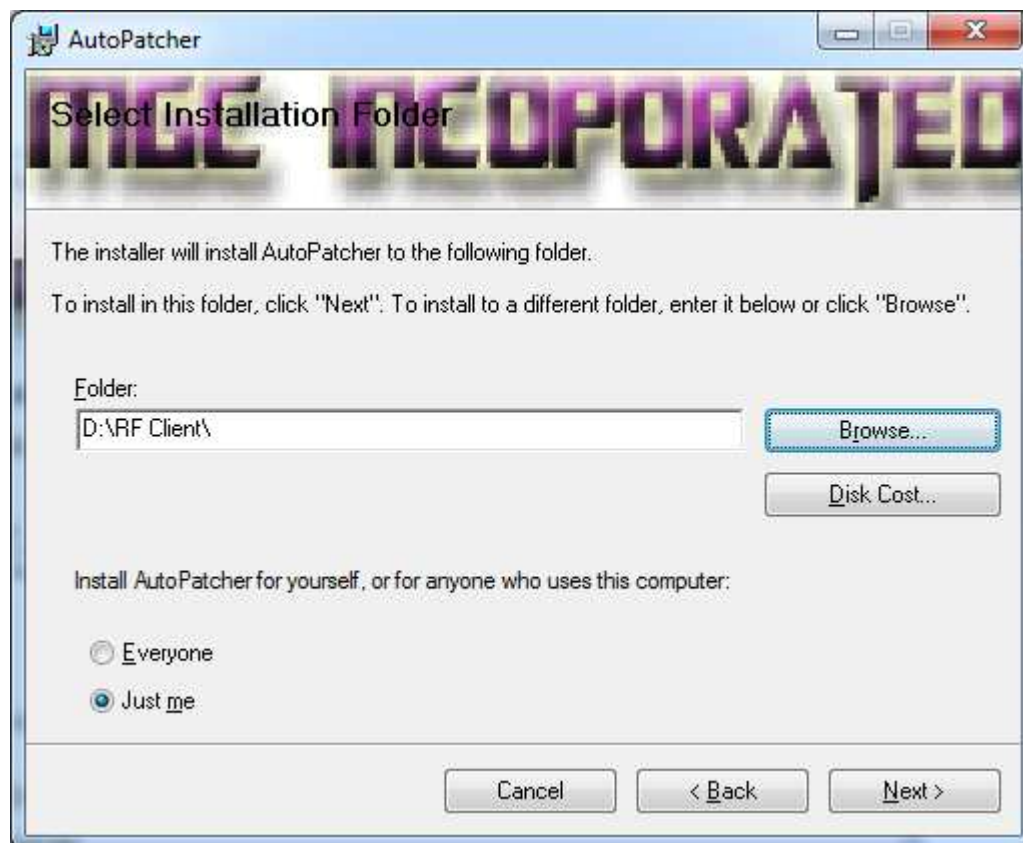 AutoPatcher
MGC INCOPORATED
Select Installation Folder
The installer will install AutoPatcher to the following folder.
To install in this folder, click "Next". To install to a different folder, enter it below or click "Browse".
Folder:
D:\RF Client\
Browse...
Disk Cost...
Install AutoPatcher for yourself, or for anyone who uses this computer:
Everyone
Just me
Cancel
< Back
Next >